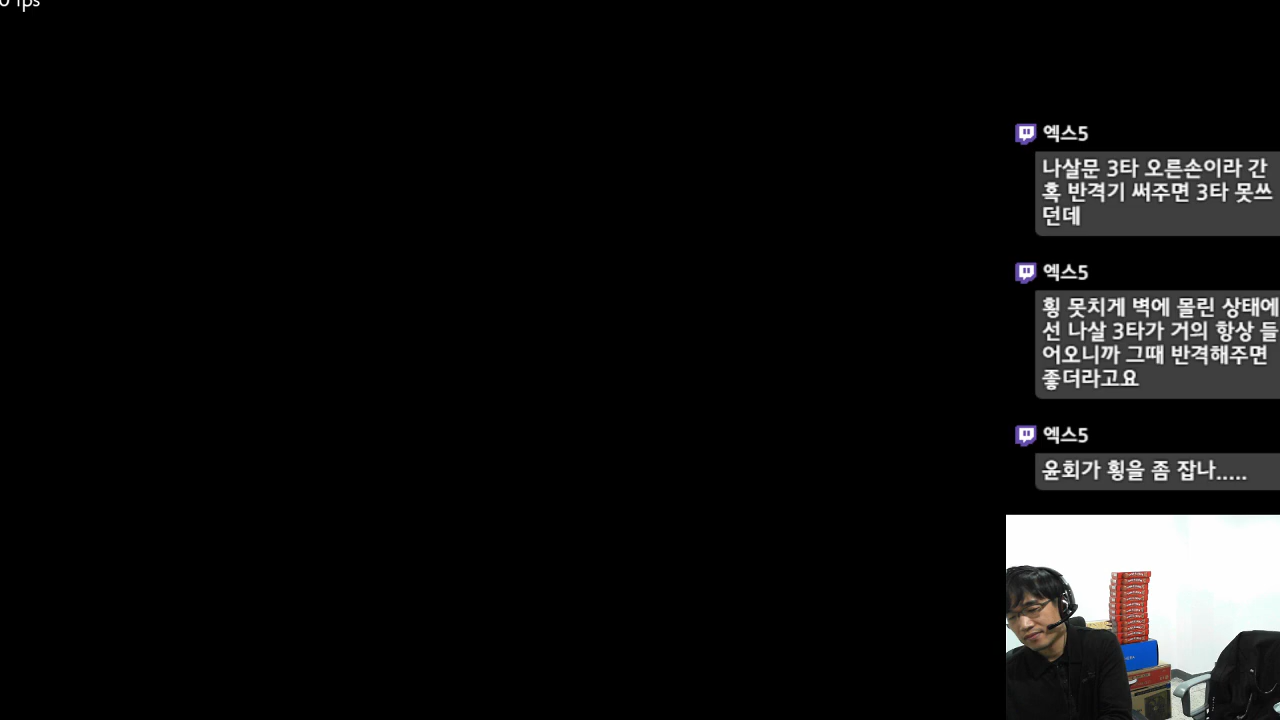 0 fps
엑스5
나살문 3타 오른손이라 간
혹 반격기 써주면 3타 못쓰
던데
엑스5
횡 못치게 벽에 몰린 상태에
선 나살 3타가 거의 항상 들
어오니까 그때 반격해주면
좋더라고요
엑스5
윤회가 횡을 좀 잡나.....